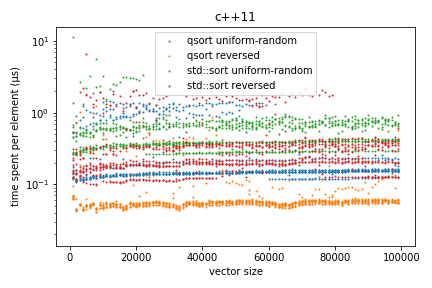 c++11
qsort uniform-random
qsort reversed
std::sort uniform-random
std::sort reversed
time spent per element (µs)
10¹
10⁰
10⁻¹
0
20000
40000
60000
80000
100000
vector size